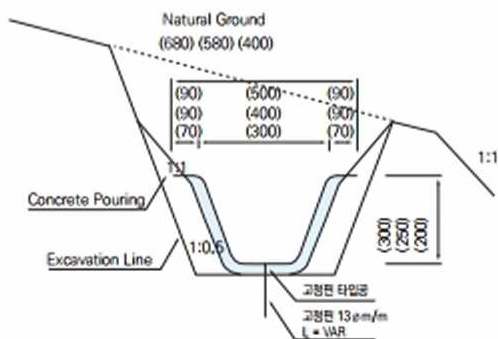 Natural Ground
(680) (580) (400)
(90) (500) (90)
(90) (400) (90)
(70) (300) (70)
1:1
1:1
Concrete Pouring
(300)
(250)
(200)
1:0.5
Excavation Line
고정핀 타입공
고정핀 13ø m/m
L = VAR